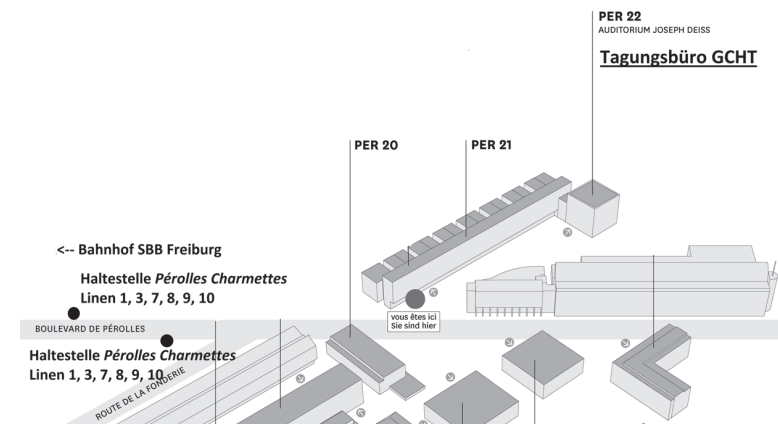 PER 22
AUDITORIUM JOSEPH DEISS
Tagungsbüro GCHT
PER 20
PER 21
<-- Bahnhof SBB Freiburg
Haltestelle Pérolles Charmettes
Linen 1, 3, 7, 8, 9, 10
vous êtes ici
Sie sind hier
BOULEVARD DE PÉROLLES
Haltestelle Pérolles Charmettes
Linen 1, 3, 7, 8, 9, 10
ROUTE DE LA FONDERIE